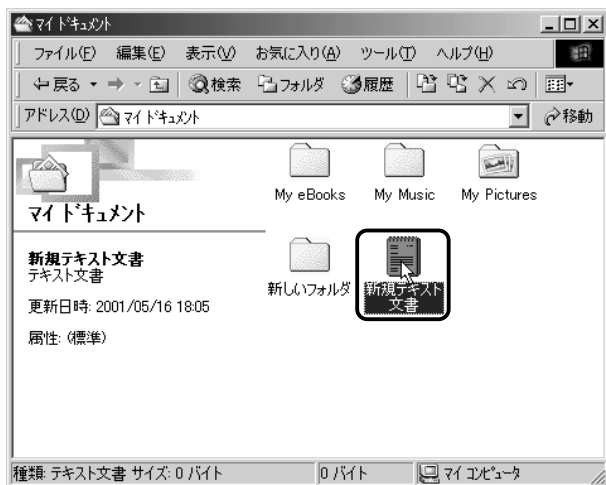 マイ ドキュメント
ファイル(F) 編集(E) 表示(V) お気に入り(A) ツール(T) ヘルプ(H)
戻る 検索 フォルダ 履歴
アドレス(D) マイ ドキュメント 移動
My eBooks My Music My Pictures
マイ ドキュメント
新規テキスト文書
テキスト文書
更新日時: 2001/05/16 18:05
属性: (標準)
新しいフォルダ
新規テキスト
文書
種類: テキスト文書 サイズ: 0 バイト 0 バイト マイ コンピュータ